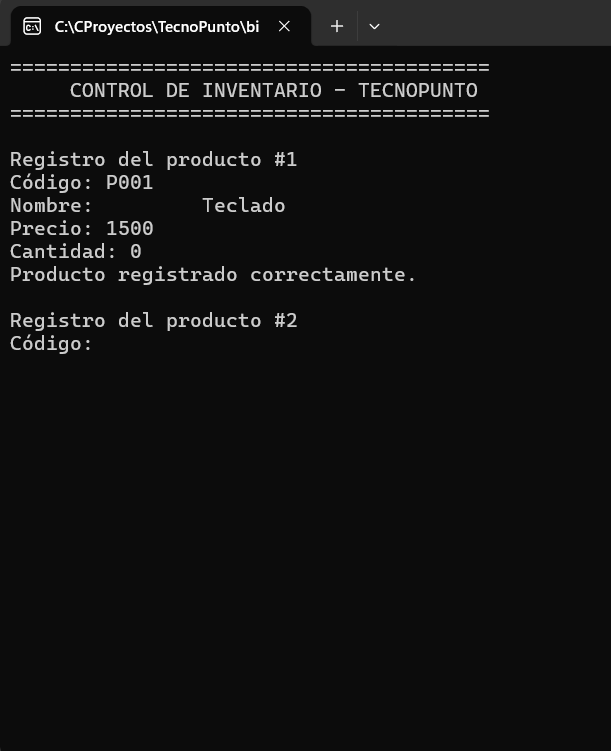 C:\CProyectos\TecnoPunto\bi
========================================
CONTROL DE INVENTARIO - TECNOPUNTO
========================================
Registro del producto #1
Código: P001
Nombre:         Teclado
Precio: 1500
Cantidad: 0
Producto registrado correctamente.
Registro del producto #2
Código: